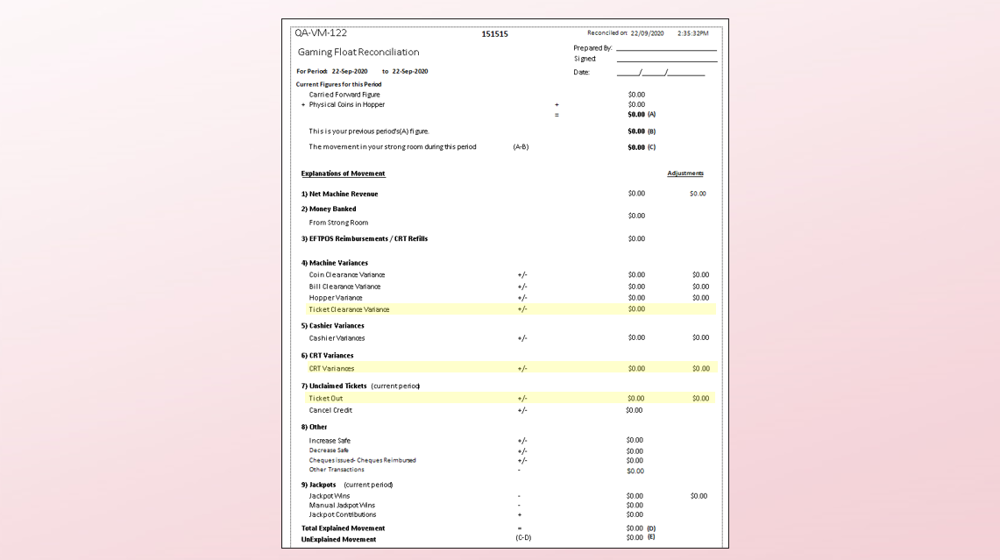 QA-VM-122 151515 Reconciled on: 22/09/2020 2:35:32PM
Gaming Float Reconciliation Prepared By:
Signed:
For Period: 22-Sep-2020 to 22-Sep-2020 Date: / /
Current Figures for this Period
Carried Forward Figure $0.00
+ Physical Coins in Hopper + $0.00
= $0.00 (A)
This is your previous period's(A) figure. $0.00 (B)
The movement in your strong room during this period (A-B) $0.00 (C)
Explanations of Movement Adjustments
1) Net Machine Revenue $0.00 $0.00
2) Money Banked
From Strong Room $0.00
3) EFTPOS Reimbursements / CRT Refills $0.00
4) Machine Variances
Coin Clearance Variance +/- $0.00 $0.00
Bill Clearance Variance +/- $0.00 $0.00
Hopper Variance +/- $0.00 $0.00
Ticket Clearance Variance +/- $0.00
5) Cashier Variances
Cashier Variances +/- $0.00 $0.00
6) CRT Variances
CRT Variances +/- $0.00 $0.00
7) Unclaimed Tickets (current period)
Ticket Out +/- $0.00 $0.00
Cancel Credit +/- $0.00
8) Other
Increase Safe +/- $0.00
Decrease Safe +/- $0.00
Cheques issued- Cheques Reimbursed +/- $0.00
Other Transactions - $0.00
9) Jackpots (current period)
Jackpot Wins - $0.00 $0.00
Manual Jackpot Wins - $0.00
Jackpot Contributions + $0.00
Total Explained Movement = $0.00 (D)
UnExplained Movement (C-D) $0.00 (E)